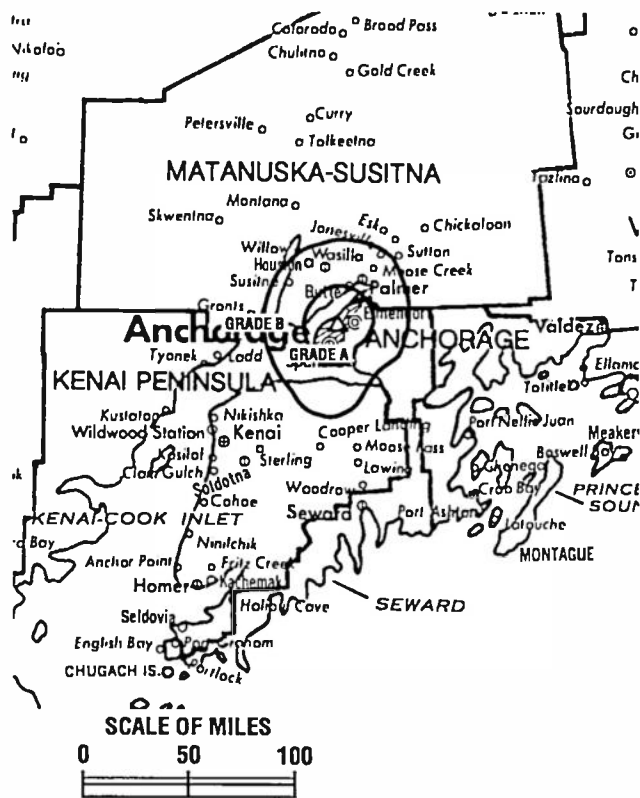 Colorado
Broad Pass
Chulitna
Gold Creek
Curry
Petersville
Talkeetna
Sourdough
MATANUSKA-SUSITNA
Tazlina
Montana
Skwentna
Eska
Chickaloon
Jonesville
Willow
Wasilla
Sutton
Houston
Moose Creek
Susitna
Butte
Palmer
Anchorage
GRADE B
ANCHORAGE
Valdez
GRADE A
Tyonek
Ladd
KENAI PENINSULA
Tatitlek
Kustatan
Nikishka
Port Nellie Juan
Wildwood Station
Kenai
Cooper Landing
Moose Pass
Boswell
Kasilof
Sterling
Lawing
Chenega
Clam Gulch
Soldotna
Crab Bay
Cohoe
Woodrow
PRINCE
SOUN
KENAI-COOK INLET
Seward
Port Ashton
Latouche
Ninilchik
MONTAGUE
Anchor Point
Fritz Creek
Homer
Kachemak
SEWARD
Seldovia
English Bay
Port Graham
CHUGACH IS.
Portlock
SCALE OF MILES
0 50 100